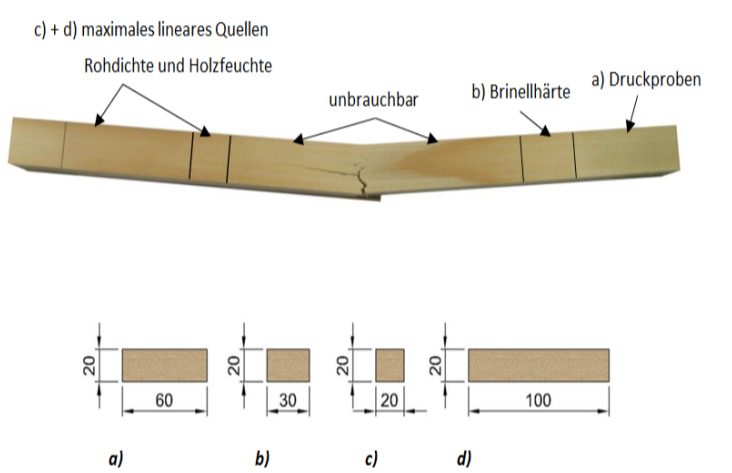 c) + d) maximales lineares Quellen
Rohdichte und Holzfeuchte
unbrauchbar
b) Brinellhärte
a) Druckproben
20
60
20
30
20
20
20
100
a)
b)
c)
d)